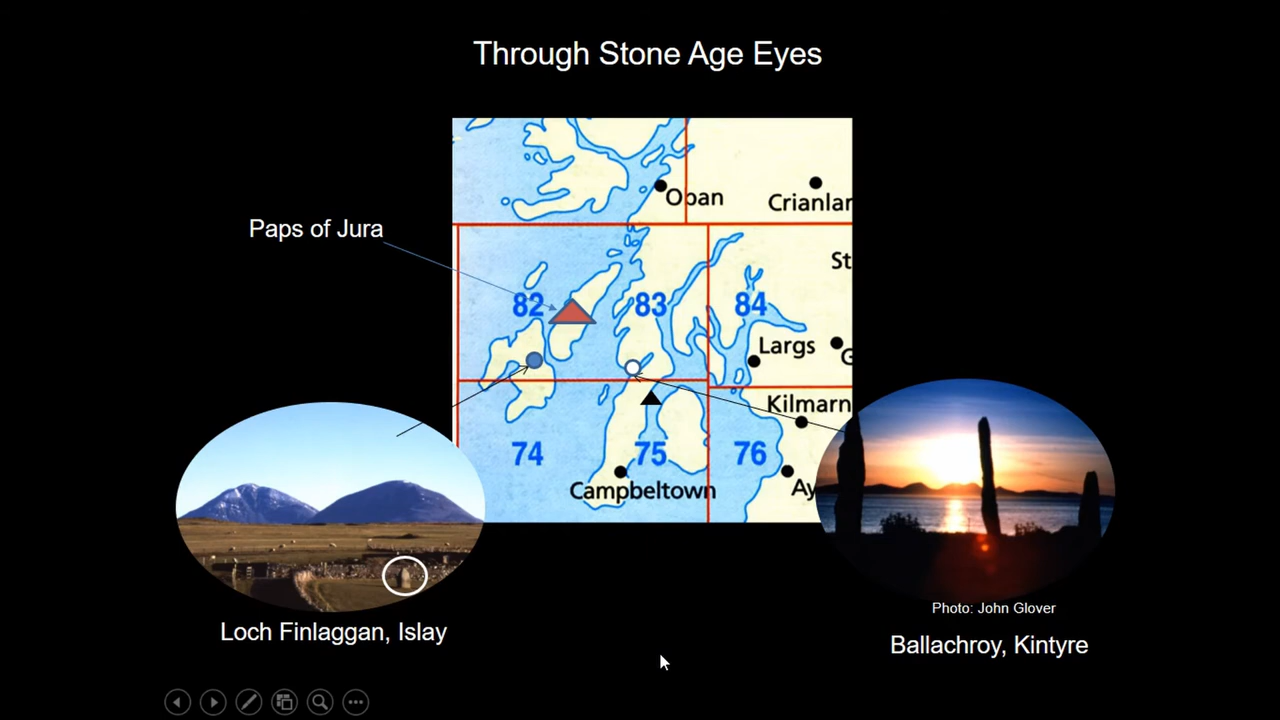 Through Stone Age Eyes
Oban
Crianlar
Paps of Jura
St
82
83
84
Largs
G
Kilmarn
74
75
76
Campbeltown
Ay
Photo: John Glover
Loch Finlaggan, Islay
Ballachroy, Kintyre